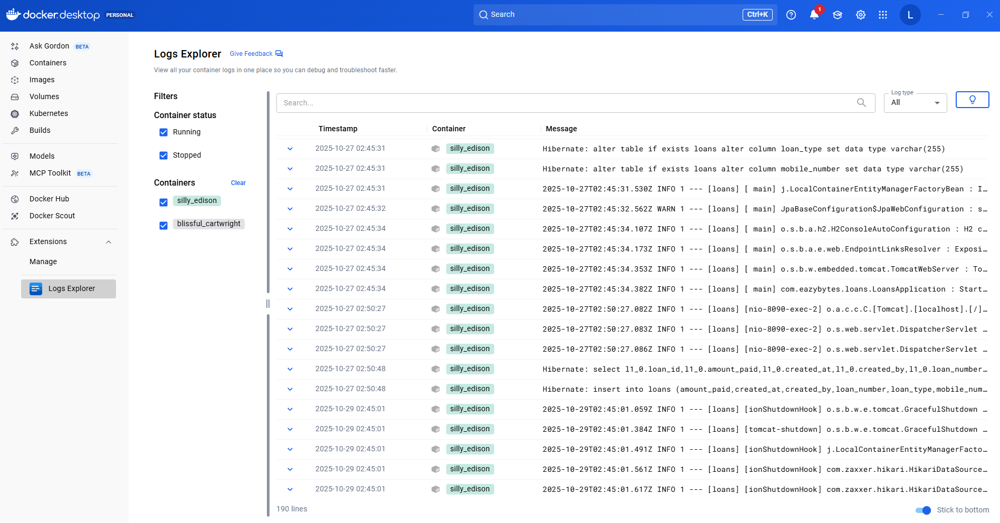 docker.desktop PERSONAL
Search
Ctrl+K
1
L
Ask Gordon BETA
Containers
Images
Volumes
Kubernetes
Builds
Models
MCP Toolkit BETA
Docker Hub
Docker Scout
Extensions
Manage
Logs Explorer
Logs Explorer Give Feedback
View all your container logs in one place so you can debug and troubleshoot faster.
Filters
Container status
Running
Stopped
Containers Clear
silly_edison
blissful_cartwright
Search...
Log type
All
Timestamp Container Message
2025-10-27 02:45:31 silly_edison Hibernate: alter table if exists loans alter column loan_type set data type varchar(255)
2025-10-27 02:45:31 silly_edison Hibernate: alter table if exists loans alter column mobile_number set data type varchar(255)
2025-10-27 02:45:31 silly_edison 2025-10-27T02:45:31.530Z INFO 1 --- [loans] [ main] j.LocalContainerEntityManagerFactoryBean : I…
2025-10-27 02:45:32 silly_edison 2025-10-27T02:45:32.562Z WARN 1 --- [loans] [ main] JpaBaseConfiguration$JpaWebConfiguration : s…
2025-10-27 02:45:34 silly_edison 2025-10-27T02:45:34.107Z INFO 1 --- [loans] [ main] o.s.b.a.h2.H2ConsoleAutoConfiguration : H2 c…
2025-10-27 02:45:34 silly_edison 2025-10-27T02:45:34.173Z INFO 1 --- [loans] [ main] o.s.b.a.e.web.EndpointLinksResolver : Exposi…
2025-10-27 02:45:34 silly_edison 2025-10-27T02:45:34.353Z INFO 1 --- [loans] [ main] o.s.b.w.embedded.tomcat.TomcatWebServer : To…
2025-10-27 02:45:34 silly_edison 2025-10-27T02:45:34.382Z INFO 1 --- [loans] [ main] com.eazybytes.loans.LoansApplication : Start…
2025-10-27 02:50:27 silly_edison 2025-10-27T02:50:27.082Z INFO 1 --- [loans] [nio-8090-exec-2] o.a.c.c.C.[Tomcat].[localhost].[/]…
2025-10-27 02:50:27 silly_edison 2025-10-27T02:50:27.083Z INFO 1 --- [loans] [nio-8090-exec-2] o.s.web.servlet.DispatcherServlet …
2025-10-27 02:50:27 silly_edison 2025-10-27T02:50:27.086Z INFO 1 --- [loans] [nio-8090-exec-2] o.s.web.servlet.DispatcherServlet …
2025-10-27 02:50:48 silly_edison Hibernate: select l1_0.loan_id,l1_0.amount_paid,l1_0.created_at,l1_0.created_by,l1_0.loan_number…
2025-10-27 02:50:48 silly_edison Hibernate: insert into loans (amount_paid,created_at,created_by,loan_number,loan_type,mobile_num…
2025-10-29 02:45:01 silly_edison 2025-10-29T02:45:01.059Z INFO 1 --- [loans] [ionShutdownHook] o.s.b.w.e.tomcat.GracefulShutdown …
2025-10-29 02:45:01 silly_edison 2025-10-29T02:45:01.384Z INFO 1 --- [loans] [tomcat-shutdown] o.s.b.w.e.tomcat.GracefulShutdown …
2025-10-29 02:45:01 silly_edison 2025-10-29T02:45:01.491Z INFO 1 --- [loans] [ionShutdownHook] j.LocalContainerEntityManagerFacto…
2025-10-29 02:45:01 silly_edison 2025-10-29T02:45:01.561Z INFO 1 --- [loans] [ionShutdownHook] com.zaxxer.hikari.HikariDataSource…
2025-10-29 02:45:01 silly_edison 2025-10-29T02:45:01.617Z INFO 1 --- [loans] [ionShutdownHook] com.zaxxer.hikari.HikariDataSource…
190 lines
Stick to bottom